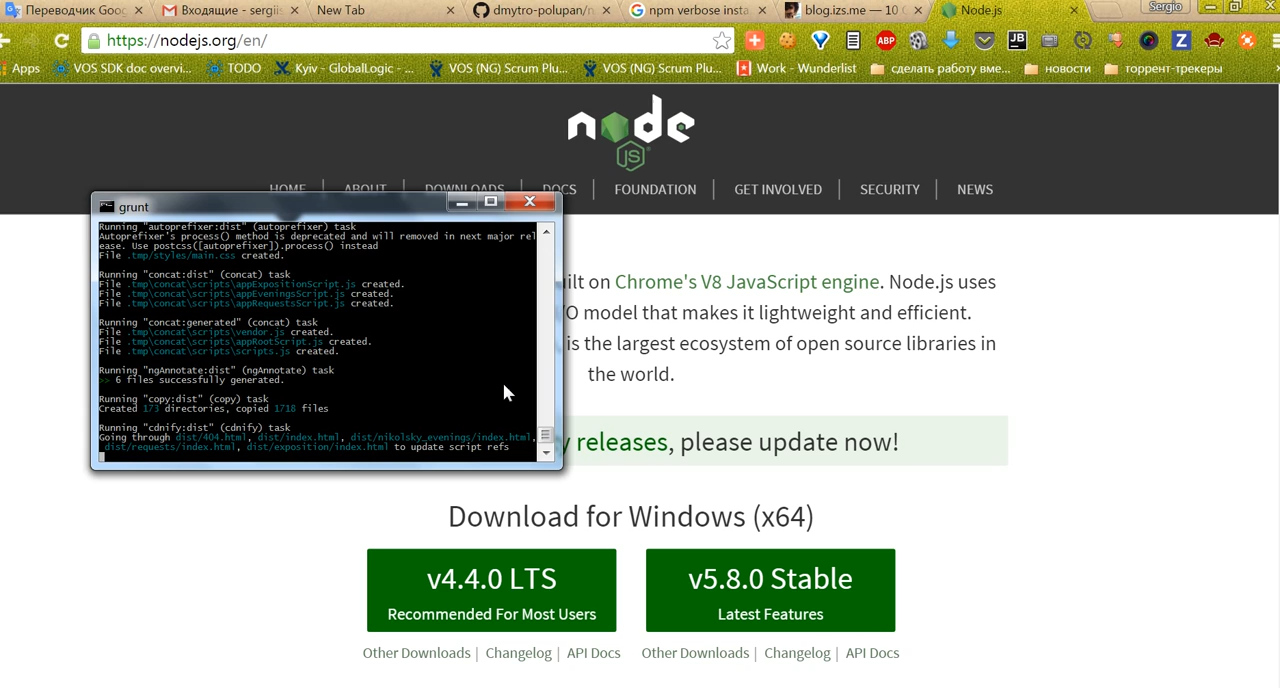 Переводчик Goog
Входящие - sergiis
New Tab
dmytro-polupan/n
npm verbose insta
blog.izs.me — 10 C
Node.js
Sergio
https://nodejs.org/en/
ABP
JB
Z
Apps
VOS SDK doc overvi...
TODO
Kyiv - GlobalLogic - ...
VOS (NG) Scrum Plu...
VOS (NG) Scrum Plu...
Work - Wunderlist
сделать работу вме...
новости
торрент-трекеры
node
JS
HOME | ABOUT | DOWNLOADS | DOCS | FOUNDATION | GET INVOLVED | SECURITY | NEWS
grunt
Running "autoprefixer:dist" (autoprefixer) task
Autoprefixer's process() method is deprecated and will removed in next major rel
ease. Use postcss([autoprefixer]).process() instead
File .tmp/styles/main.css created.
Running "concat:dist" (concat) task
File .tmp\concat\scripts\appExpositionScript.js created.
File .tmp\concat\scripts\appEveningsScript.js created.
File .tmp\concat\scripts\appRequestsScript.js created.
Running "concat:generated" (concat) task
File .tmp\concat\scripts\vendor.js created.
File .tmp\concat\scripts\appRootScript.js created.
File .tmp\concat\scripts\scripts.js created.
Running "ngAnnotate:dist" (ngAnnotate) task
>> 6 files successfully generated.
Running "copy:dist" (copy) task
Created 173 directories, copied 1718 files
Running "cdnify:dist" (cdnify) task
Going through dist/404.html, dist/index.html, dist/nikolsky_evenings/index.html,
dist/requests/index.html, dist/exposition/index.html to update script refs
ilt on Chrome's V8 JavaScript engine. Node.js uses
/O model that makes it lightweight and efficient.
is the largest ecosystem of open source libraries in
the world.
y releases, please update now!
Download for Windows (x64)
v4.4.0 LTS
Recommended For Most Users
v5.8.0 Stable
Latest Features
Other Downloads | Changelog | API Docs
Other Downloads | Changelog | API Docs